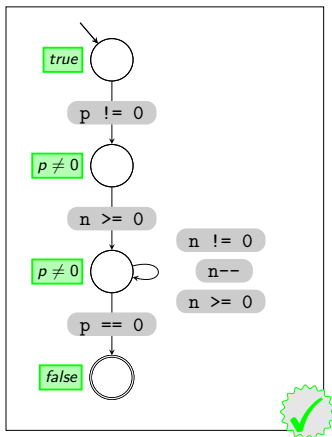 true
p != 0
p ≠ 0
n >= 0
n != 0
p ≠ 0
n--
n >= 0
p == 0
false